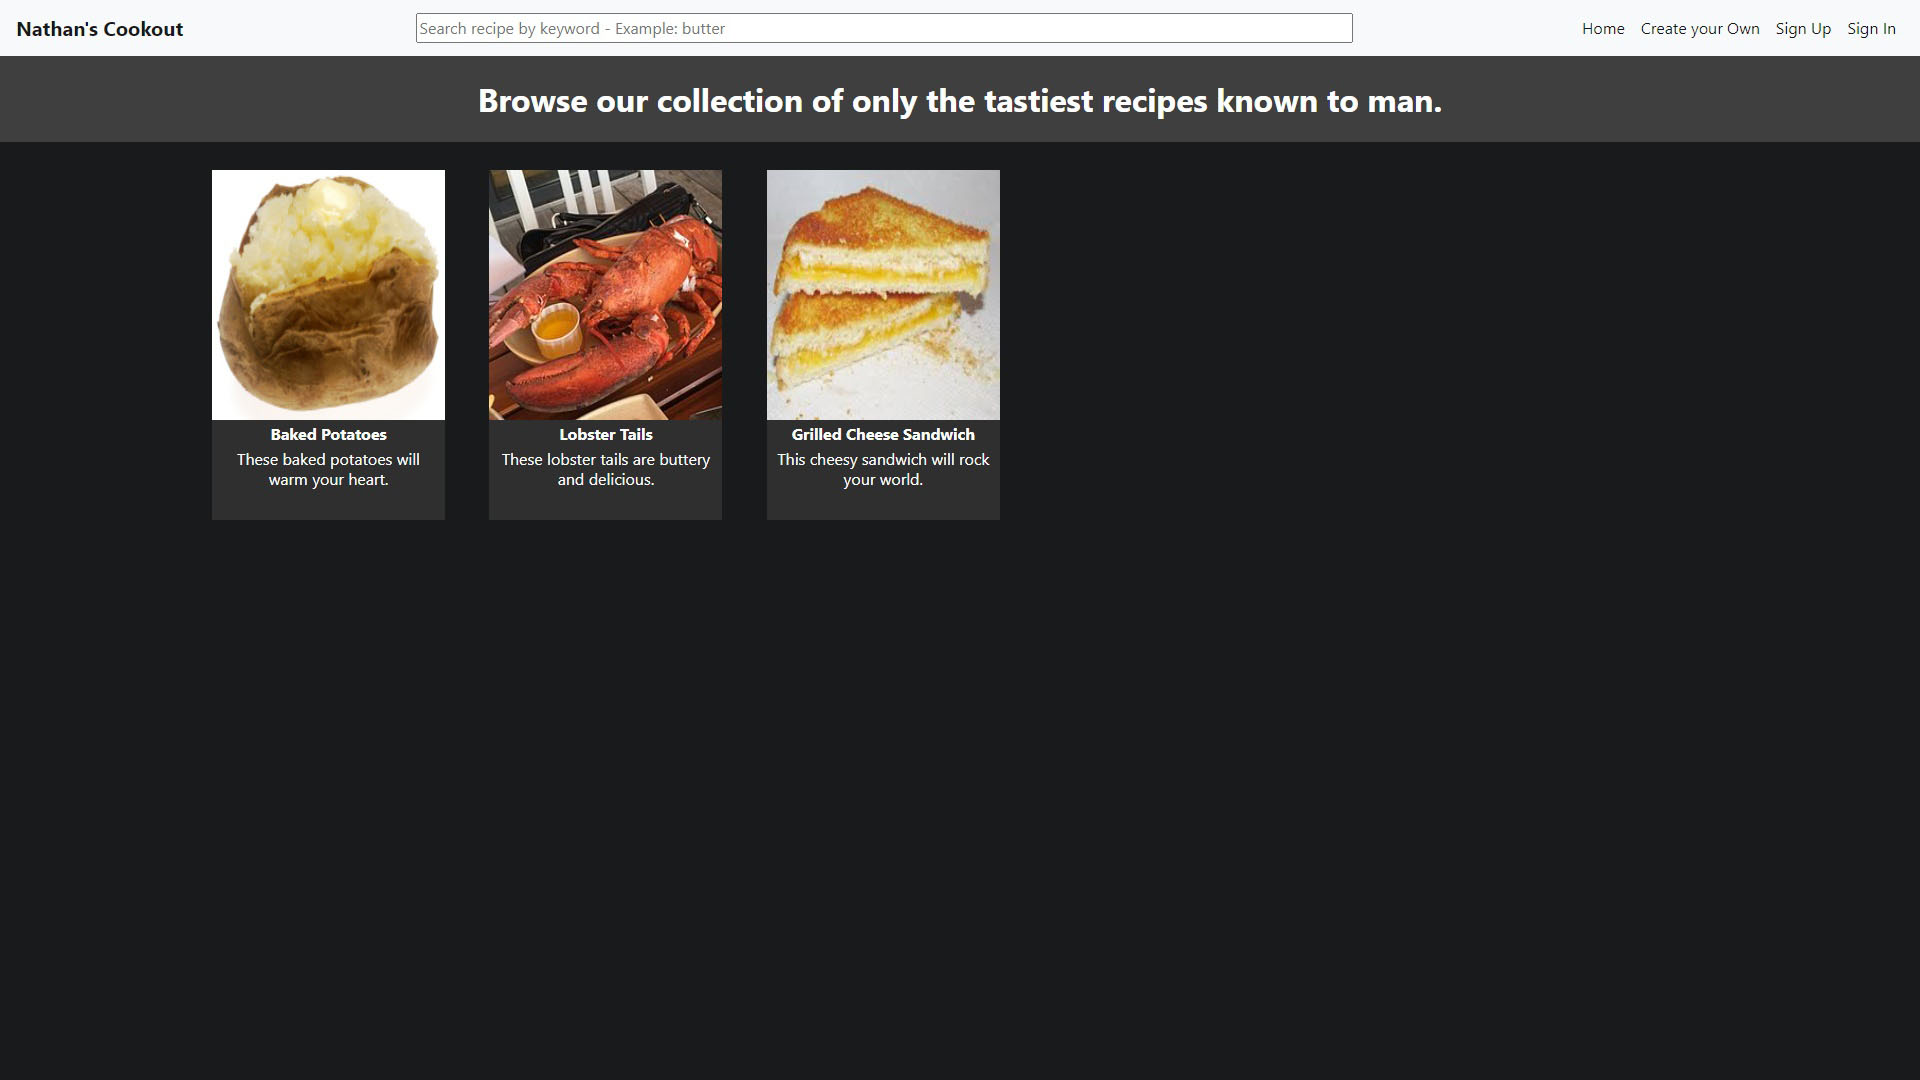 Nathan's Cookout
Search recipe by keyword - Example: butter
Home
Create your Own
Sign Up
Sign In
Browse our collection of only the tastiest recipes known to man.
Baked Potatoes
These baked potatoes will
warm your heart.
Lobster Tails
These lobster tails are buttery
and delicious.
Grilled Cheese Sandwich
This cheesy sandwich will rock
your world.